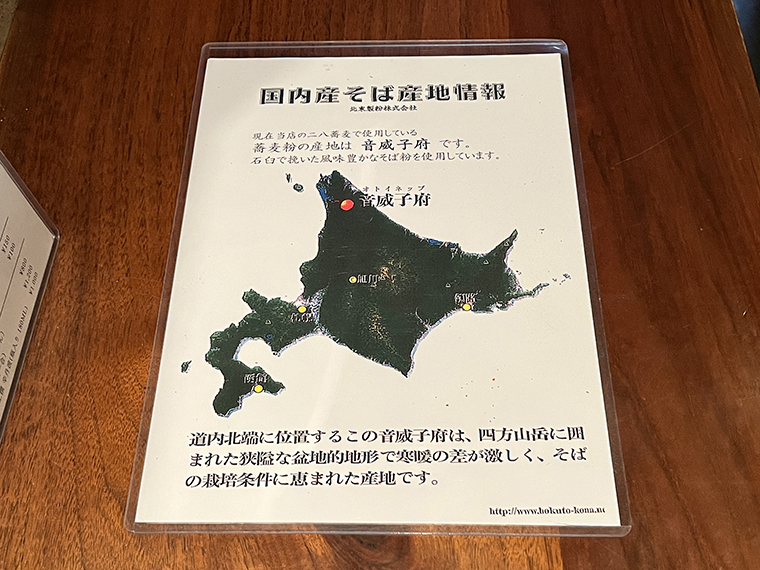 国内産そば産地情報
北東製粉株式会社
現在当店の二八蕎麦で使用している
蕎麦粉の産地は 音威子府 です。
石臼で挽いた風味豊かなそば粉を使用しています。
オトイネップ
音威子府
旭川
釧路
札幌
函館
道内北端に位置するこの音威子府は、四方山岳に囲
まれた狭隘な盆地的地形で寒暖の差が激しく、そば
の栽培条件に恵まれた産地です。
http://www.hokuto-kona.ne